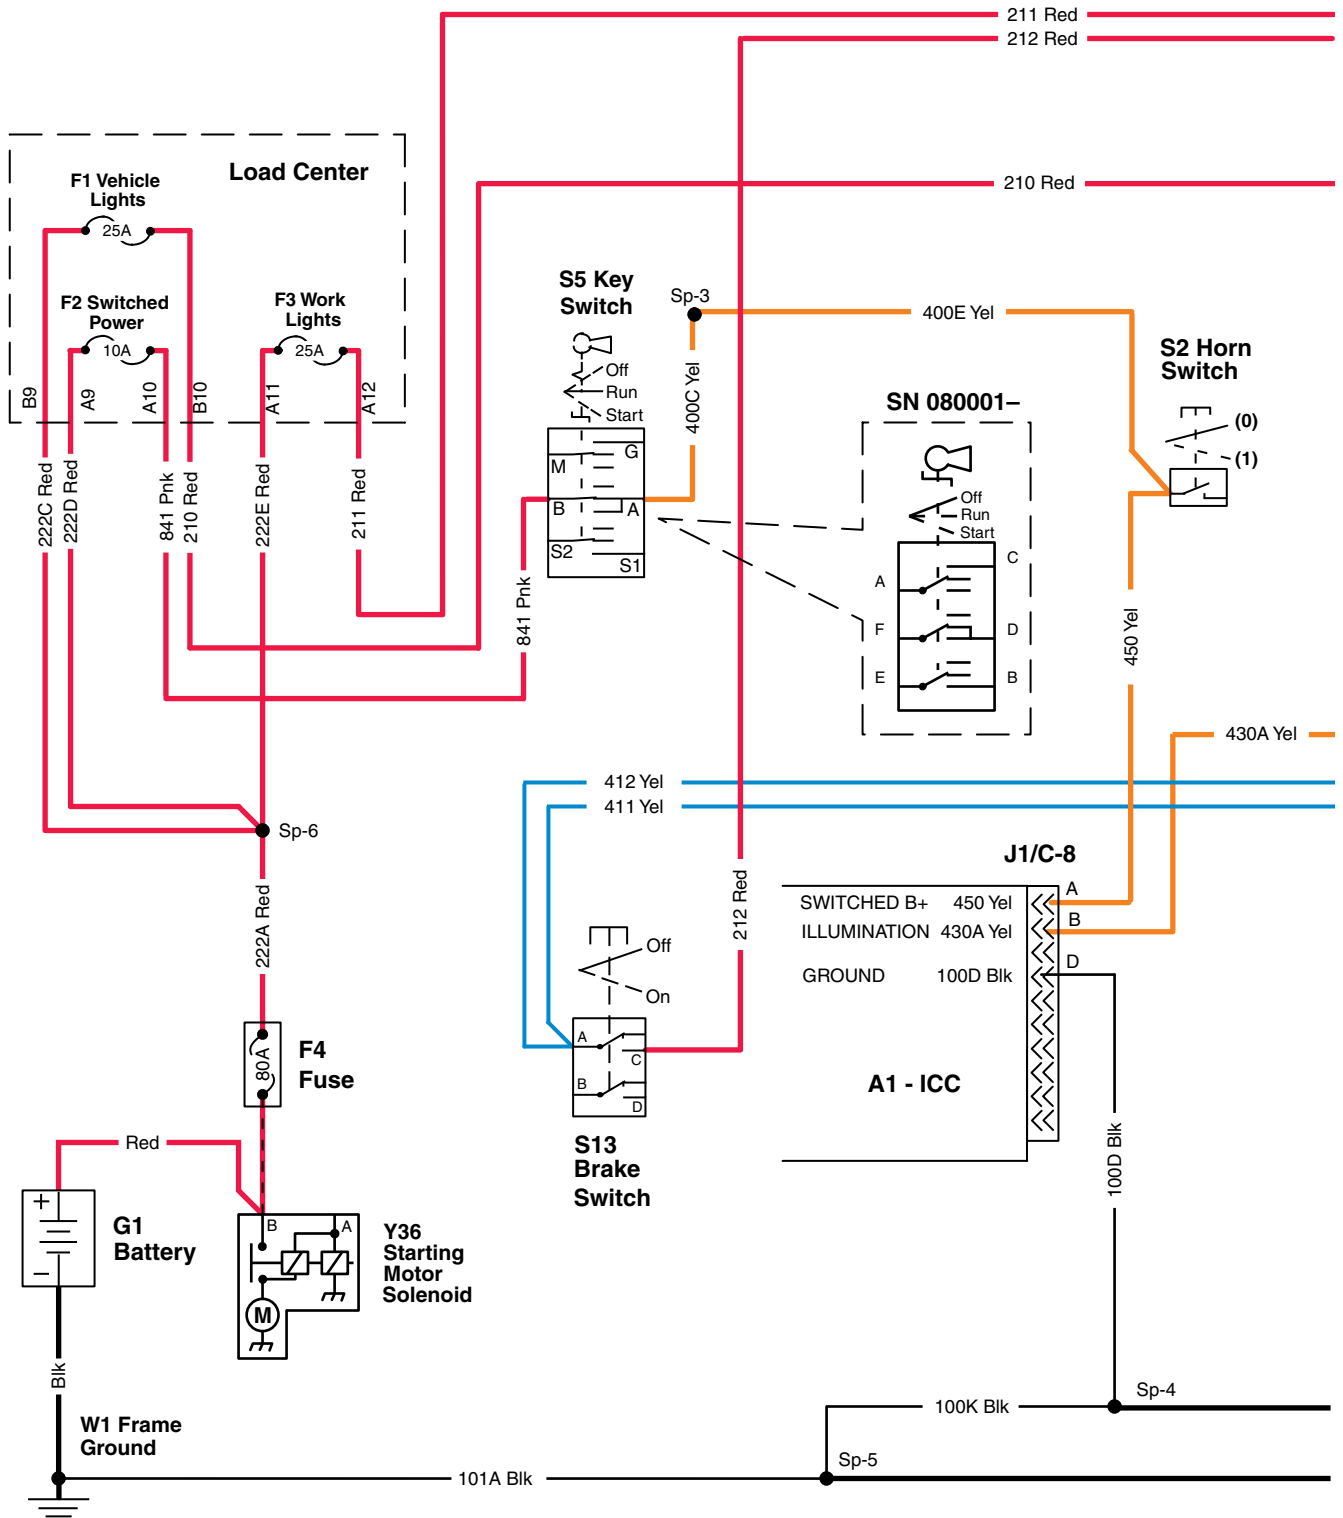 211 Red
212 Red
Load Center
F1 Vehicle
Lights
25A
210 Red
F2 Switched
Power
10A
F3 Work
Lights
25A
B9
A9
A10
B10
A11
A12
222C Red
222D Red
841 Pnk
210 Red
222E Red
211 Red
S5 Key
Switch
Off
Run
Start
M
G
B
A
S2
S1
841 Pnk
Sp-3
400E Yel
400C Yel
S2 Horn
Switch
(0)
(1)
SN 080001–
Off
Run
Start
C
A
F
D
E
B
450 Yel
430A Yel
412 Yel
411 Yel
Sp-6
222A Red
212 Red
J1/C-8
A
SWITCHED B+ 450 Yel
B
ILLUMINATION 430A Yel
D
GROUND 100D Blk
A1 - ICC
Off
On
A
C
B
D
S13
Brake
Switch
80A
F4
Fuse
Red
+
–
G1
Battery
B
A
M
Y36
Starting
Motor
Solenoid
100D Blk
Blk
W1 Frame
Ground
Sp-4
100K Blk
Sp-5
101A Blk